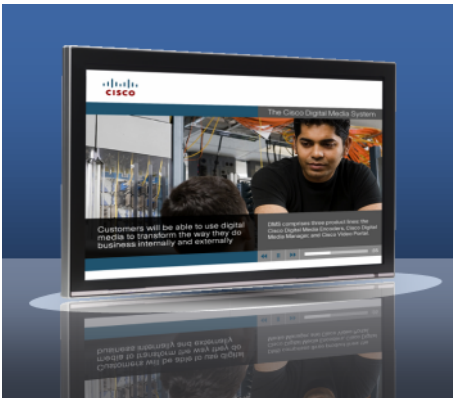 CISCO
The Cisco Digital Media System
Customers will be able to use digital
media to transform the way they do
business internally and externally
DMS comprises three product lines: the
Cisco Digital Media Encoders, Cisco Digital
Media Manager, and Cisco Video Portal.